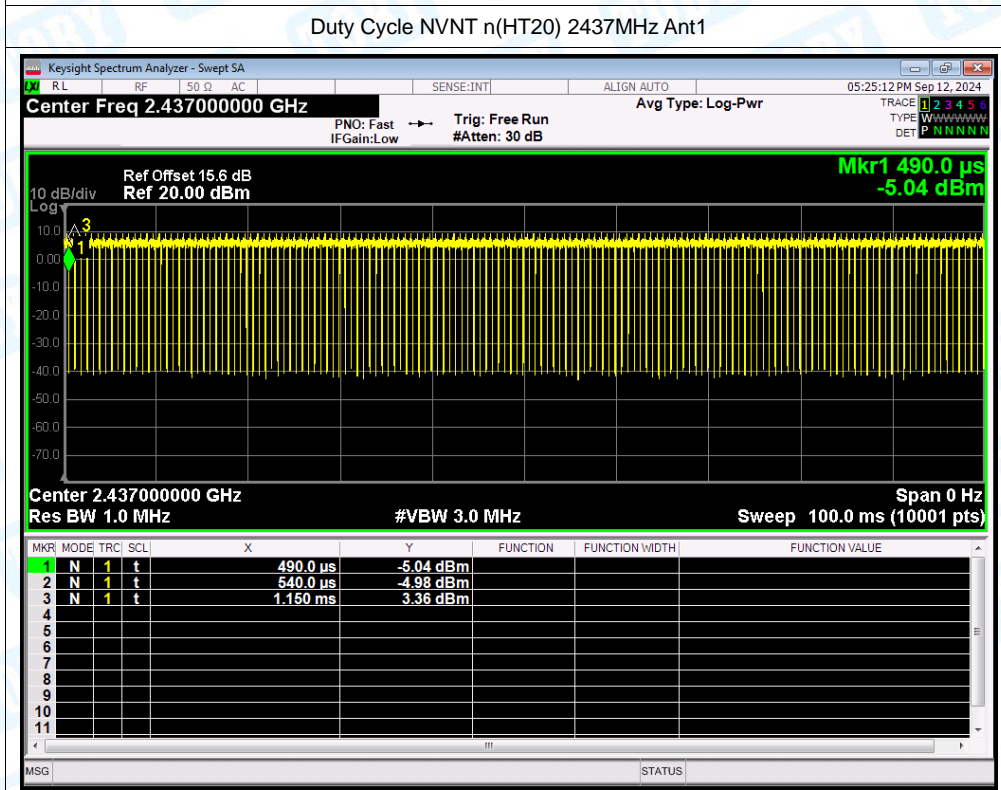 Duty Cycle NVNT n(HT20) 2437MHz Ant1
Keysight Spectrum Analyzer - Swept SA
LXI RL RF 50 Ω AC SENSE:INT ALIGN AUTO 05:25:12 PM Sep 12, 2024
Center Freq 2.437000000 GHz Avg Type: Log-Pwr TRACE 1 2 3 4 5 6
PNO: Fast Trig: Free Run TYPE WWWWWW
IFGain:Low #Atten: 30 dB DET P N N N N N
Mkr1 490.0 µs
-5.04 dBm
Ref Offset 15.6 dB
10 dB/div Ref 20.00 dBm
Log
10.0
0.00
-10.0
-20.0
-30.0
-40.0
-50.0
-60.0
-70.0
3
1
Center 2.437000000 GHz Span 0 Hz
Res BW 1.0 MHz #VBW 3.0 MHz Sweep 100.0 ms (10001 pts)
MKR MODE TRC SCL X Y FUNCTION FUNCTION WIDTH FUNCTION VALUE
1 N 1 t 490.0 µs -5.04 dBm
2 N 1 t 540.0 µs -4.98 dBm
3 N 1 t 1.150 ms 3.36 dBm
4
5
6
7
8
9
10
11
MSG STATUS